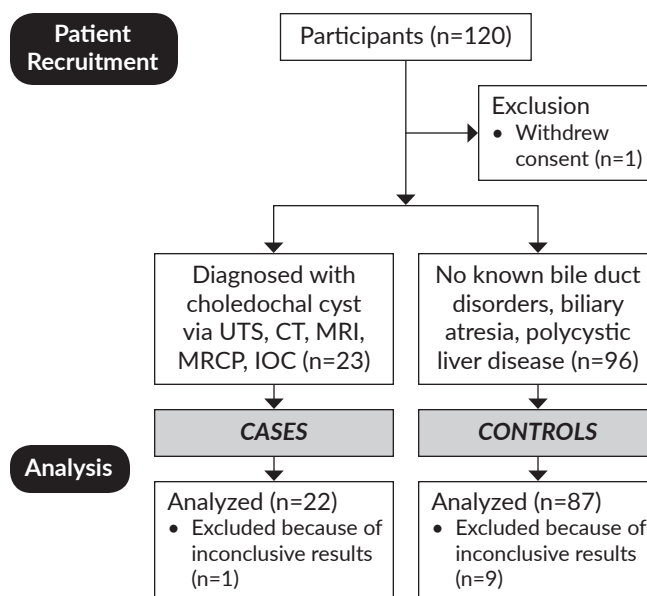 Patient
Recruitment
Participants (n=120)
Exclusion
• Withdrew
consent (n=1)
Diagnosed with
choledochal cyst
via UTS, CT, MRI,
MRCP, IOC (n=23)
No known bile duct
disorders, biliary
atresia, polycystic
liver disease (n=96)
CASES
CONTROLS
Analysis
Analyzed (n=22)
• Excluded because of
inconclusive results
(n=1)
Analyzed (n=87)
• Excluded because of
inconclusive results
(n=9)